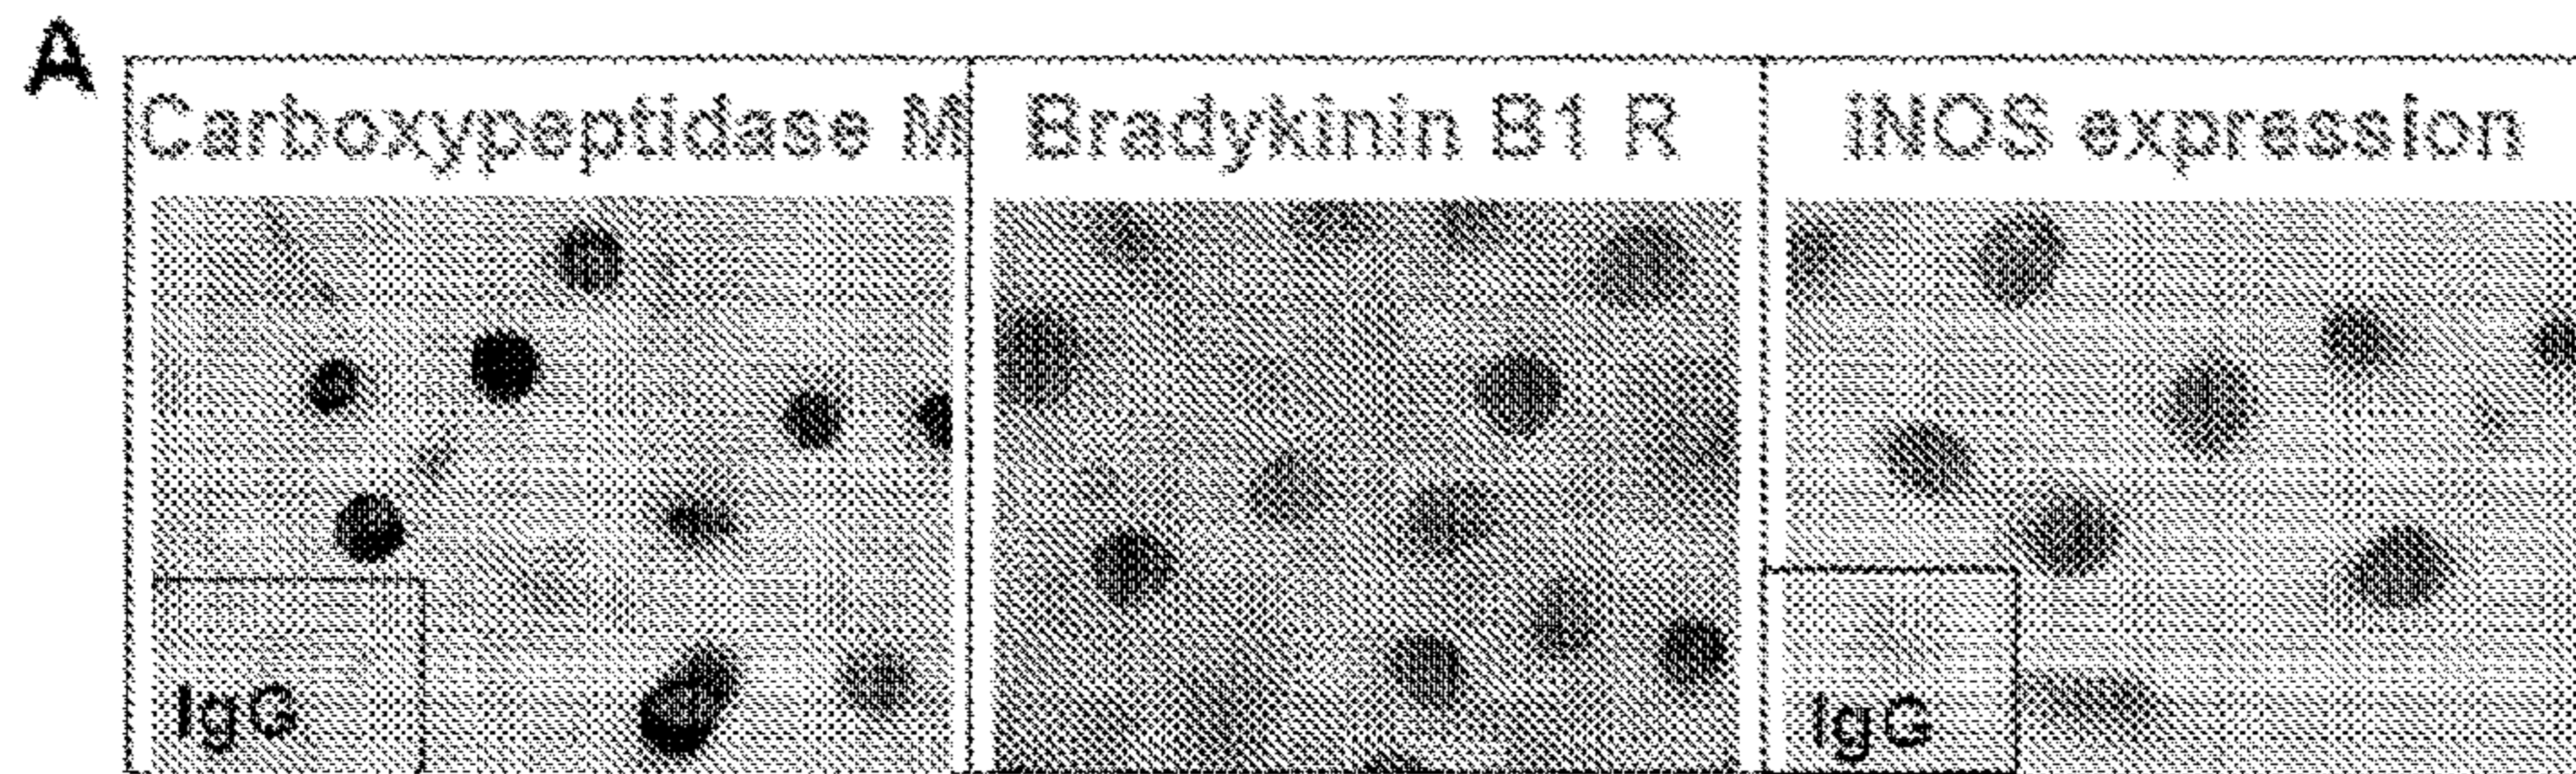 A
Carboxypeptidase M
Bradykinin B1 R
iNOS expression
IgG
IgG